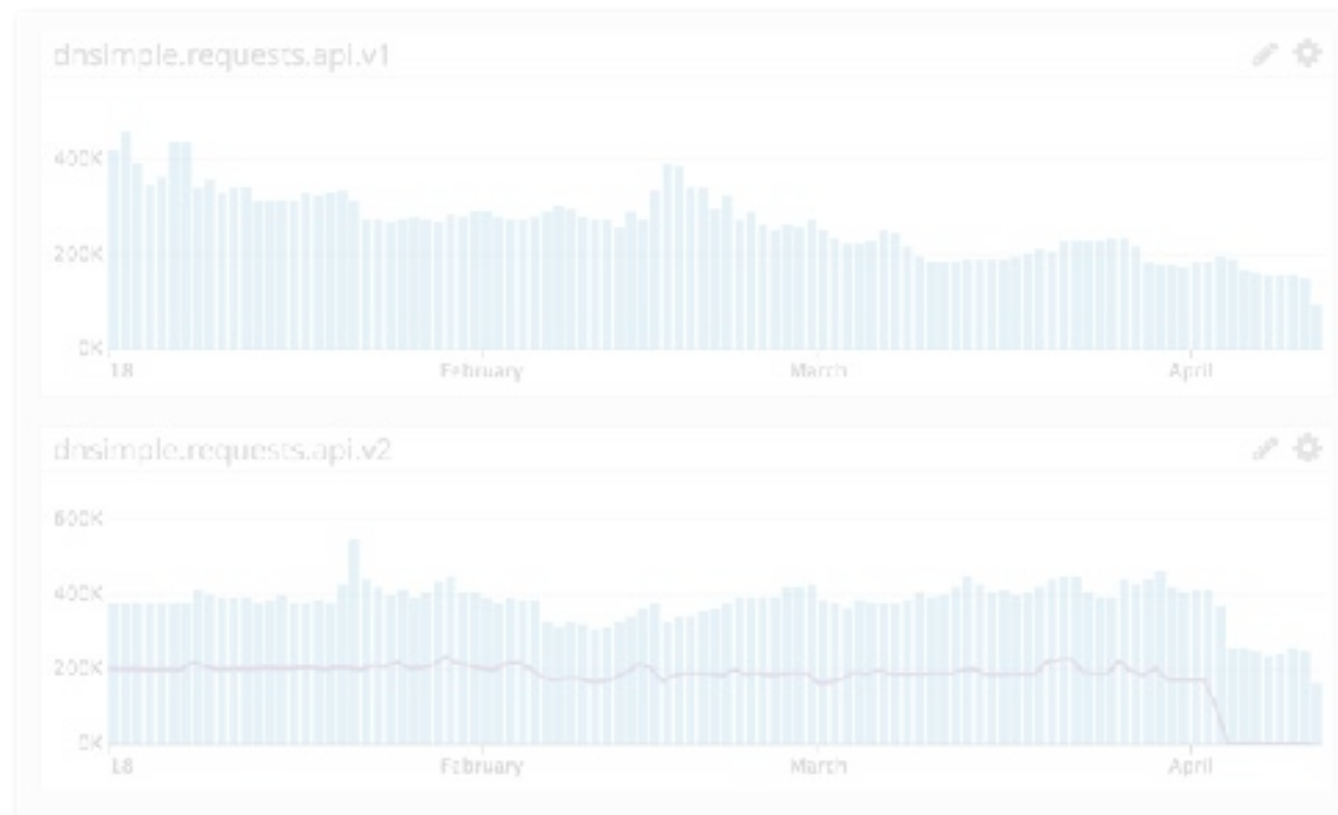 dnsimple.requests.api.v1
400K
200K
0K
18 February March April
dnsimple.requests.api.v2
600K
400K
200K
0K
18 February March April